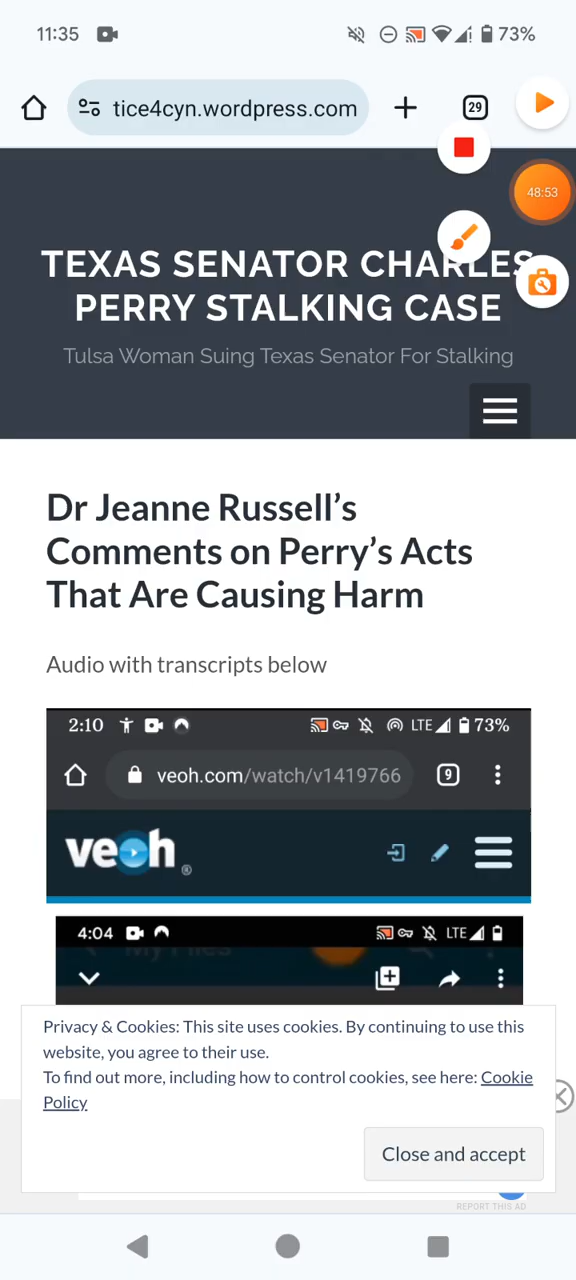 11:35
73%
tice4cyn.wordpress.com
29
48:53
TEXAS SENATOR CHARLES
PERRY STALKING CASE
Tulsa Woman Suing Texas Senator For Stalking
Dr Jeanne Russell’s
Comments on Perry’s Acts
That Are Causing Harm
Audio with transcripts below
2:10 LTE 73%
veoh.com/watch/v1419766
9
veoh®
4:04 LTE
My Files
Privacy & Cookies: This site uses cookies. By continuing to use this
website, you agree to their use.
To find out more, including how to control cookies, see here: Cookie
Policy
Close and accept
REPORT THIS AD